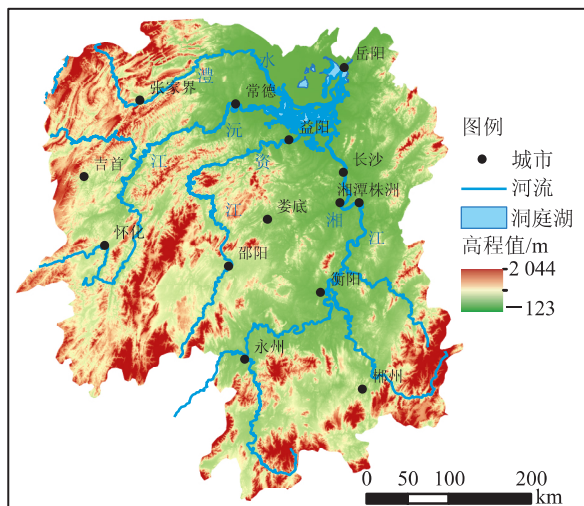 岳阳
水
澧
张家界
常德
沅
益阳
江
资
吉首
长沙
湘潭株洲
江
娄底
湘
江
怀化
邵阳
衡阳
永州
郴州
图例
城市
河流
洞庭湖
高程值/m
2 044
-123
0 50 100 200
km